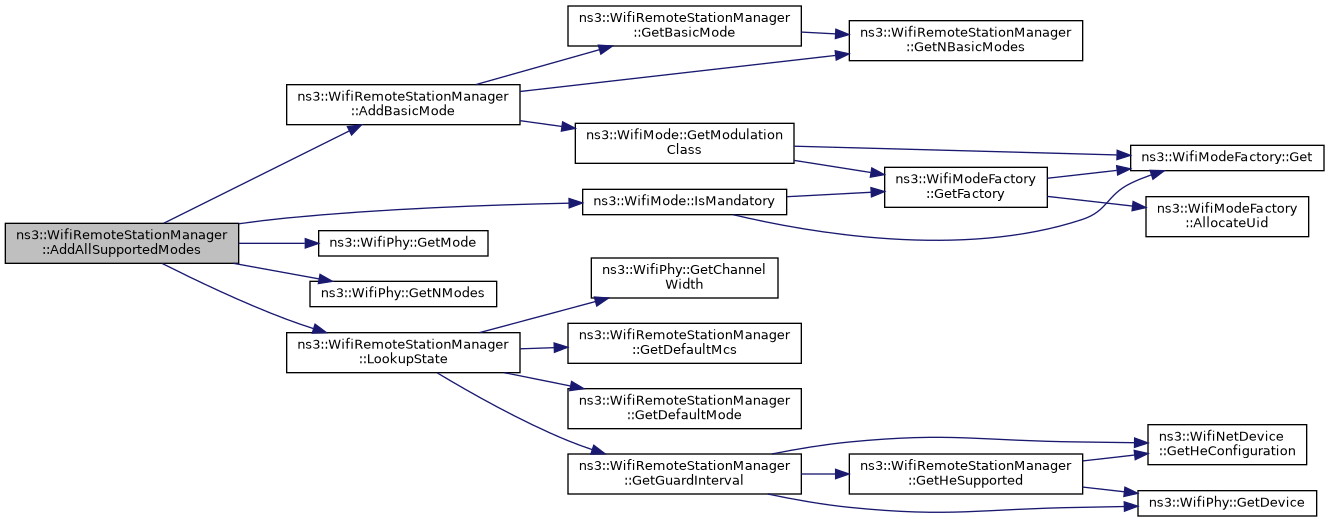 ns3::WifiRemoteStationManager
::AddAllSupportedModes
ns3::WifiRemoteStationManager
::AddBasicMode
ns3::WifiRemoteStationManager
::GetBasicMode
ns3::WifiRemoteStationManager
::GetNBasicModes
ns3::WifiMode::GetModulation
Class
ns3::WifiModeFactory::Get
ns3::WifiModeFactory
::GetFactory
ns3::WifiModeFactory
::AllocateUid
ns3::WifiMode::IsMandatory
ns3::WifiPhy::GetMode
ns3::WifiPhy::GetNModes
ns3::WifiRemoteStationManager
::LookupState
ns3::WifiPhy::GetChannel
Width
ns3::WifiRemoteStationManager
::GetDefaultMcs
ns3::WifiRemoteStationManager
::GetDefaultMode
ns3::WifiRemoteStationManager
::GetGuardInterval
ns3::WifiRemoteStationManager
::GetHeSupported
ns3::WifiNetDevice
::GetHeConfiguration
ns3::WifiPhy::GetDevice